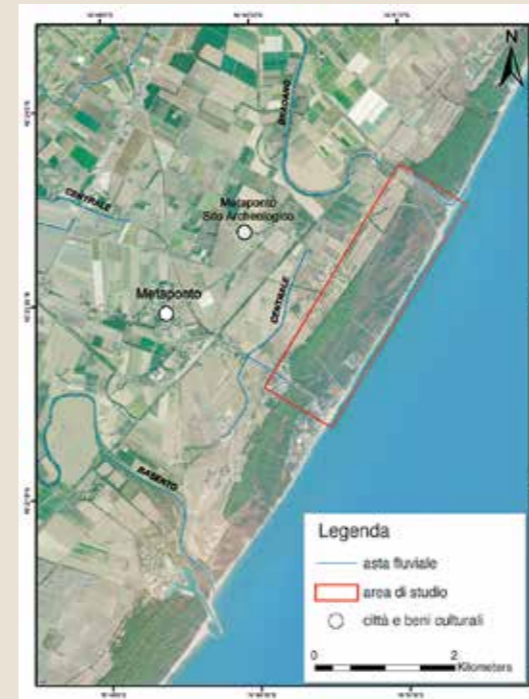 N
BRADANO
CENTRALE
Metaponto
Sito Archeologico
CENTRALE
Metaponto
BASENTO
Legenda
asta fluviale
area di studio
città e beni culturali
0 2
Kilometers